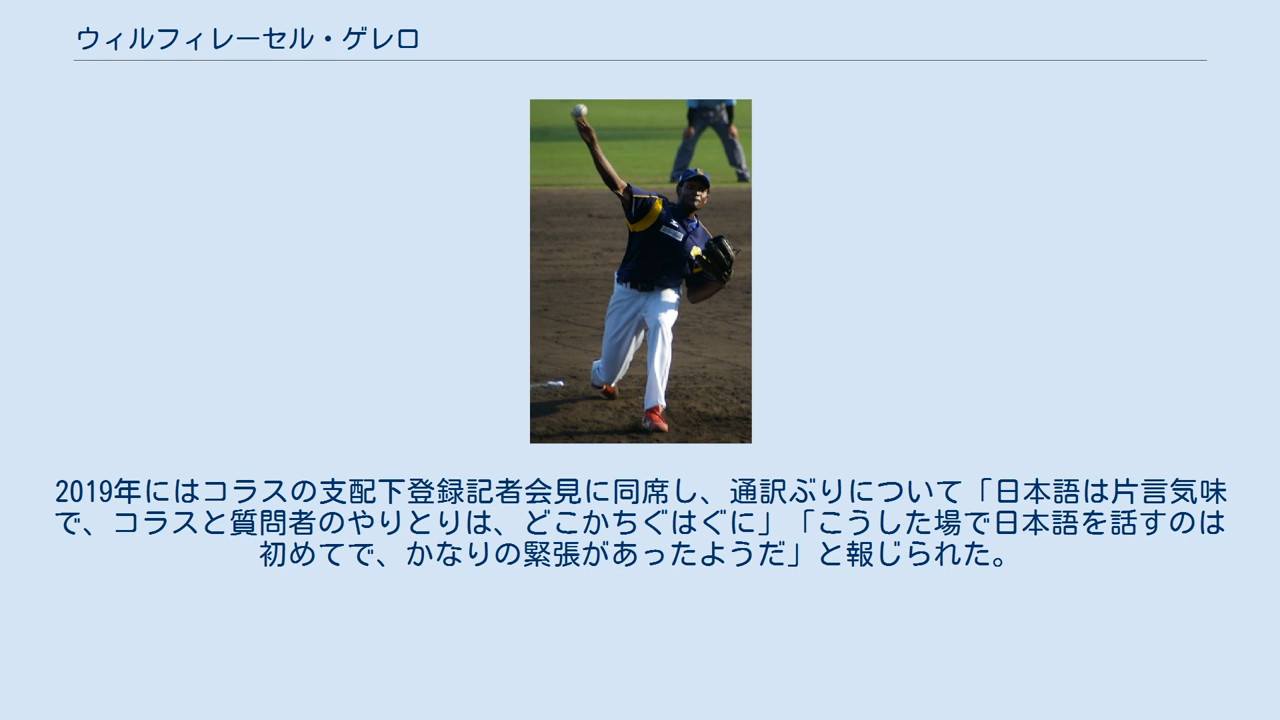 ウィルフィレーセル・ゲレロ
2019年にはコラスの支配下登録記者会見に同席し、通訳ぶりについて「日本語は片言気味
で、コラスと質問者のやりとりは、どこかちぐはぐに」「こうした場で日本語を話すのは
初めてで、かなりの緊張があったようだ」と報じられた。